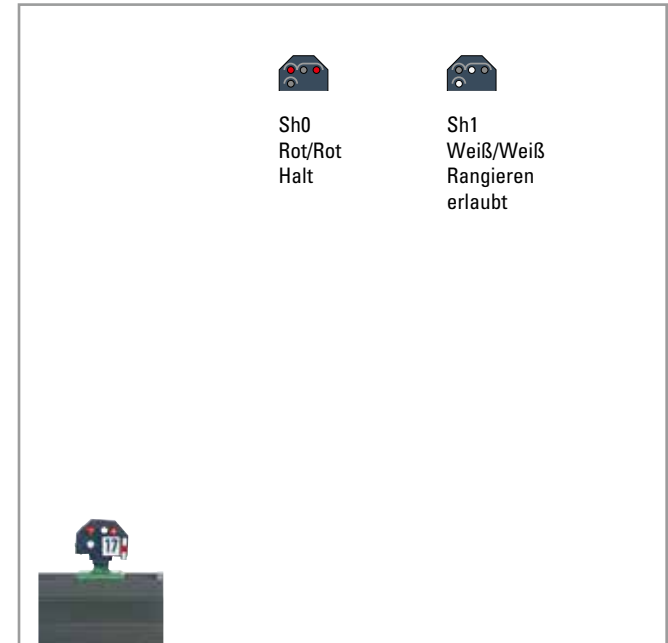 Sh0
Rot/Rot
Halt
Sh1
Weiß/Weiß
Rangieren
erlaubt
17